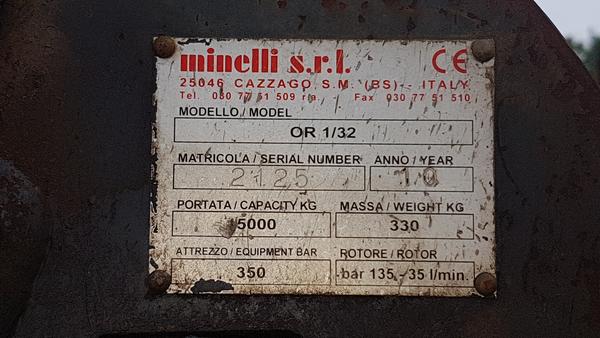 minelli s.r.l. CE
25046 CAZZAGO S.M. (BS) - ITALY
Tel. 030 77 51 509 r.a. - Fax 030 77 51 510
MODELLO / MODEL
OR 1/32
MATRICOLA / SERIAL NUMBER ANNO / YEAR
2125 10
PORTATA / CAPACITY KG MASSA / WEIGHT KG
5000 330
ATTREZZO / EQUIPMENT BAR ROTORE / ROTOR
350 bar 135 - 35 l/min.